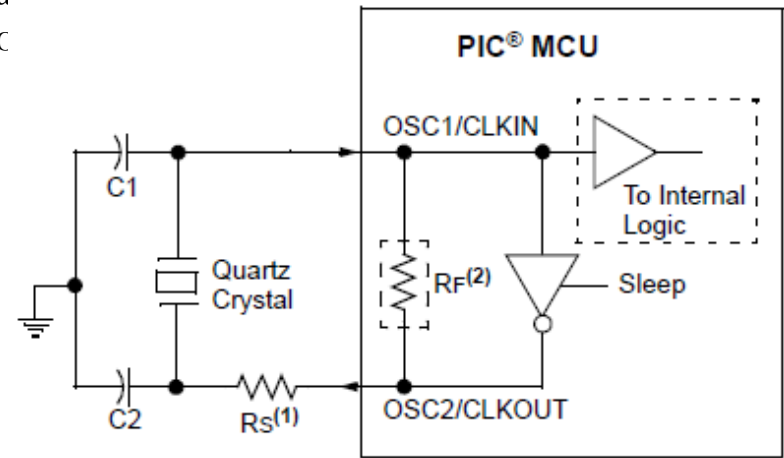 PIC® MCU
OSC1/CLKIN
C1
To Internal
Logic
Quartz
Crystal
RF(2)
Sleep
C2
RS(1)
OSC2/CLKOUT